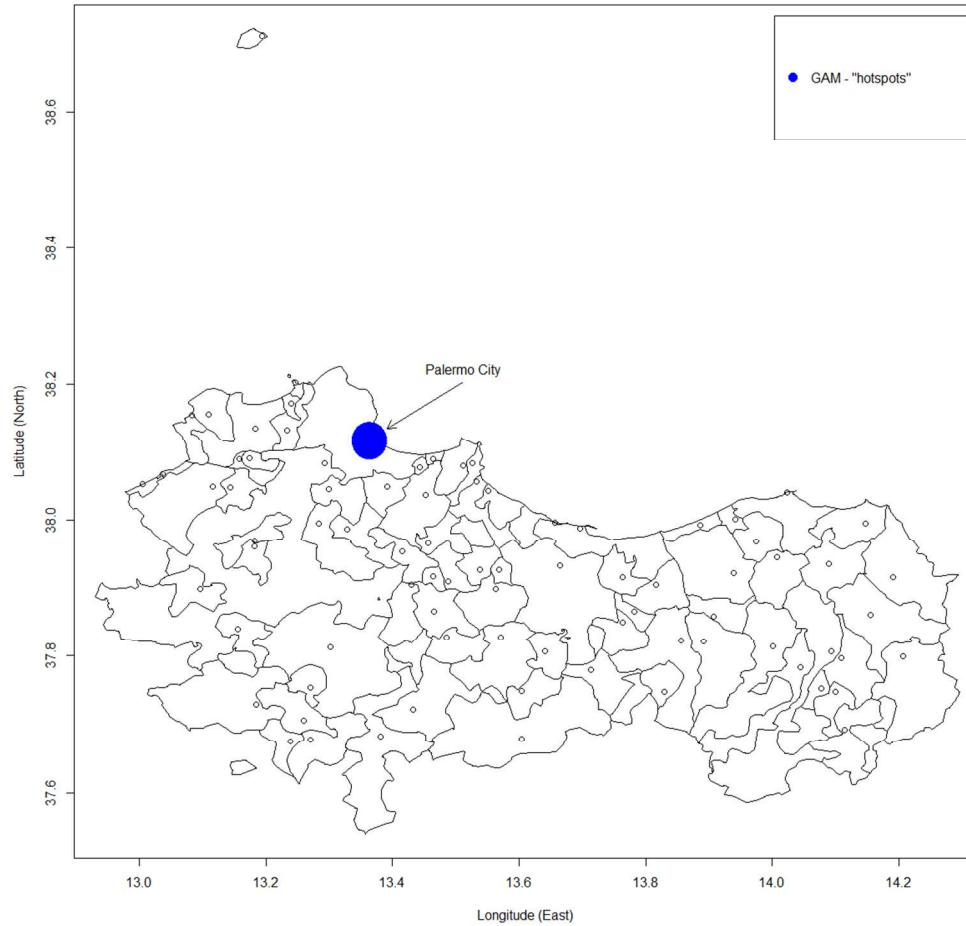 GAM - "hotspots"
38.6
38.4
38.2
38.0
37.8
37.6
Latitude (North)
Palermo City
13.0 13.2 13.4 13.6 13.8 14.0 14.2
Longitude (East)